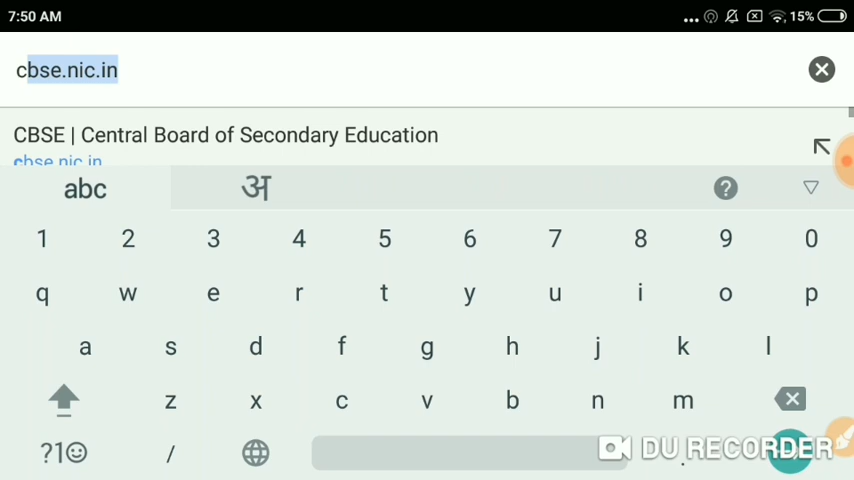 7:50 AM
15%
cbse.nic.in
CBSE | Central Board of Secondary Education
cbse.nic.in
abc अ ?
1 2 3 4 5 6 7 8 9 0
q w e r t y u i o p
a s d f g h j k l
z x c v b n m
?1 / .
DU RECORDER